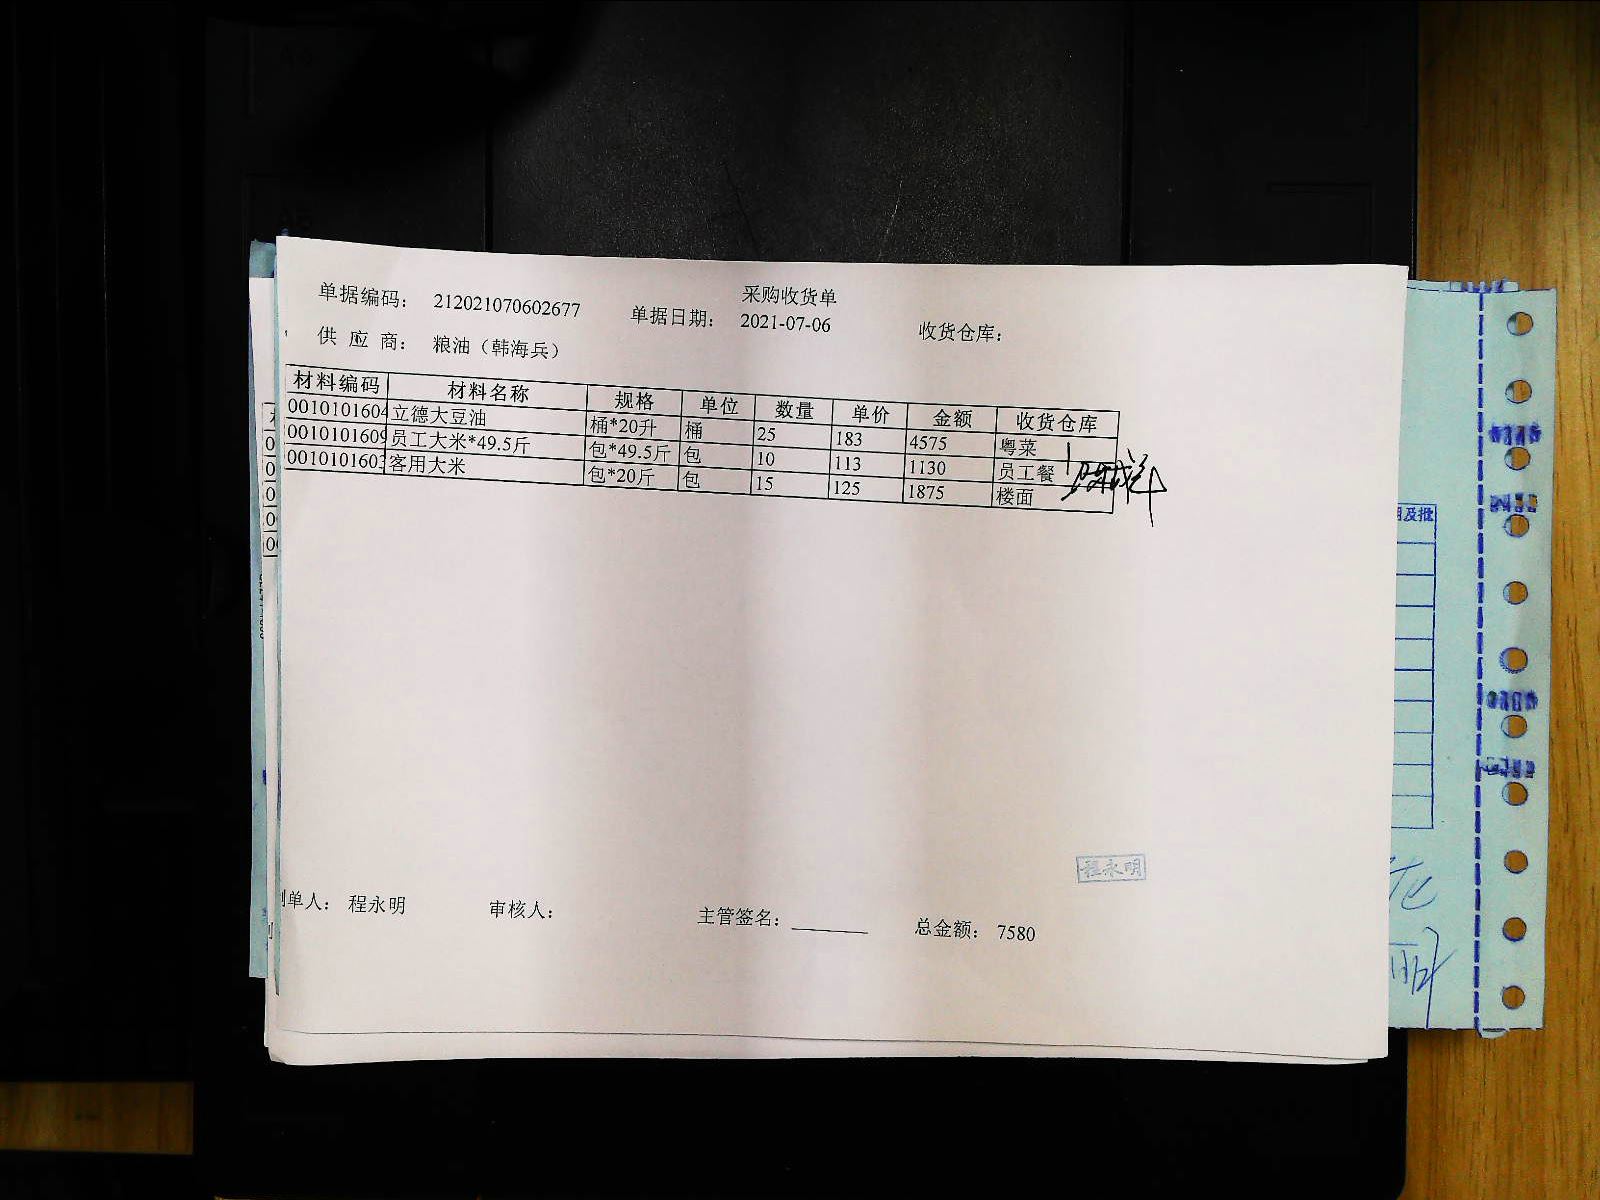 采购收货单
单据编码： 212021070602677 单据日期： 2021-07-06 收货仓库：
供 应 商： 粮油（韩海兵）
材料编码 材料名称 规格 单位 数量 单价 金额 收货仓库
0010101604 立德大豆油 桶*20升 桶 25 183 4575 粤菜
0010101609 员工大米*49.5斤 包*49.5斤 包 10 113 1130 员工餐
001010160 客用大米 包*20斤 包 15 125 1875 楼面
程永明
单人： 程永明 审核人： 主管签名： 总金额： 7580
及批